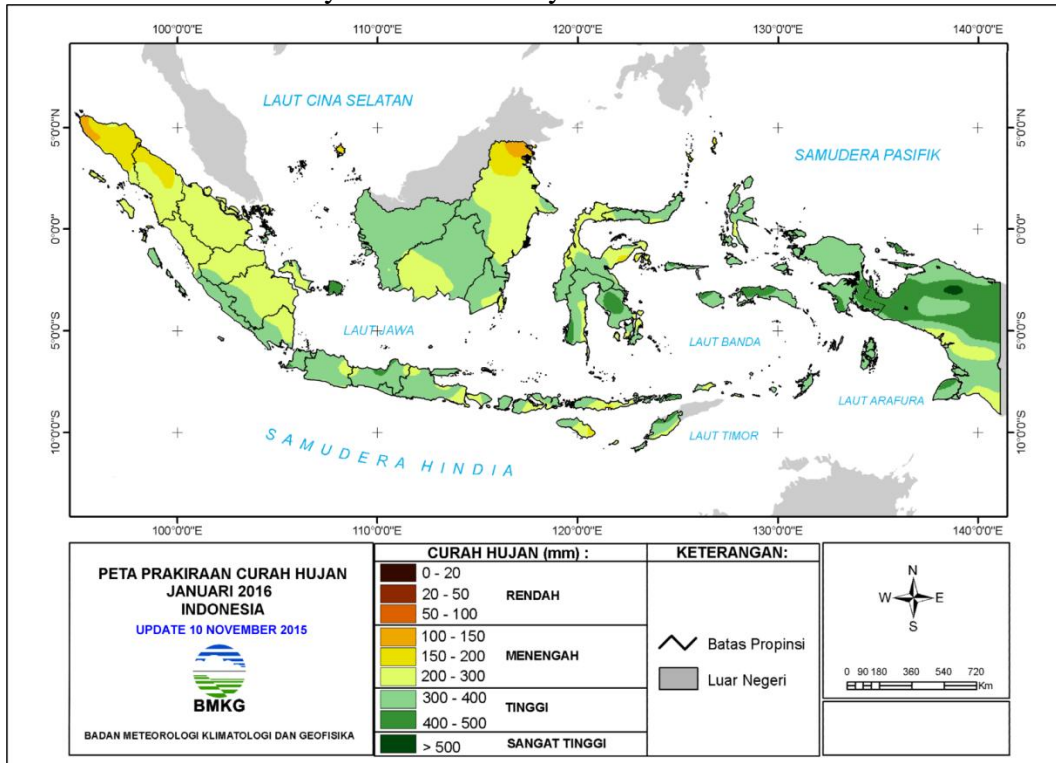 100°0'0"E 110°0'0"E 120°0'0"E 130°0'0"E 140°0'0"E
LAUT CINA SELATAN
5°0'0"N 5°0'0"N
SAMUDERA PASIFIK
0°0'0" 0°0'0"
LAUT JAWA
5°0'0"S 5°0'0"S
LAUT BANDA
LAUT ARAFURA
LAUT TIMOR
10°0'0"S 10°0'0"S
SAMUDERA HINDIA
100°0'0"E 110°0'0"E 120°0'0"E 130°0'0"E 140°0'0"E
PETA PRAKIRAAN CURAH HUJAN
JANUARI 2016
INDONESIA
UPDATE 10 NOVEMBER 2015
BMKG
BADAN METEOROLOGI KLIMATOLOGI DAN GEOFISIKA
CURAH HUJAN (mm) :
0 - 20
20 - 50 RENDAH
50 - 100
100 - 150
150 - 200 MENENGAH
200 - 300
300 - 400 TINGGI
400 - 500
> 500 SANGAT TINGGI
KETERANGAN:
Batas Propinsi
Luar Negeri
N
W E
S
0 90 180 360 540 720
Km